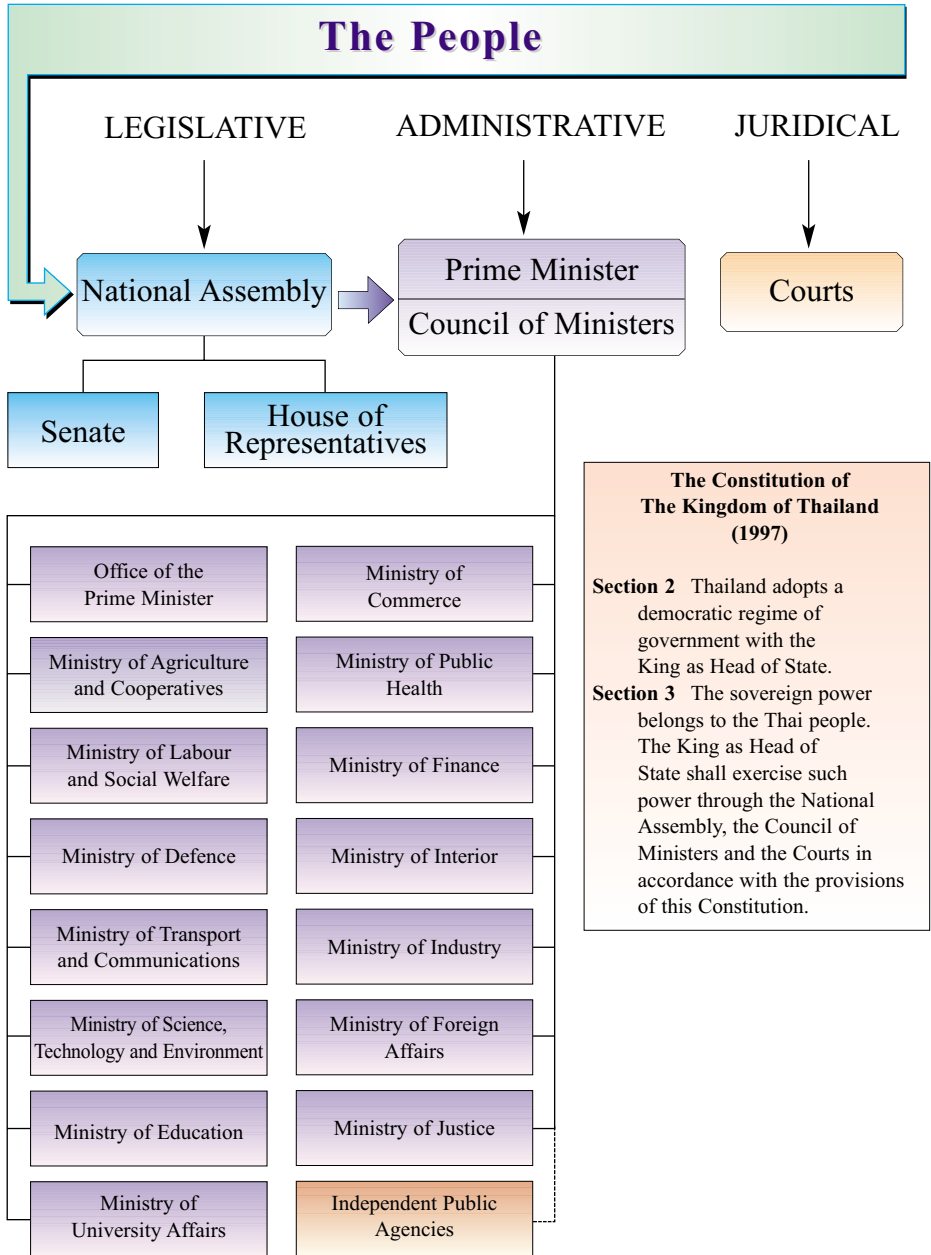 The People
LEGISLATIVE
ADMINISTRATIVE
JURIDICAL
National Assembly
Prime Minister
Council of Ministers
Courts
Senate
House of
Representatives
Office of the
Prime Minister
Ministry of
Commerce
Ministry of Agriculture
and Cooperatives
Ministry of Public
Health
Ministry of Labour
and Social Welfare
Ministry of Finance
Ministry of Defence
Ministry of Interior
Ministry of Transport
and Communications
Ministry of Industry
Ministry of Science,
Technology and Environment
Ministry of Foreign
Affairs
Ministry of Education
Ministry of Justice
Ministry of
University Affairs
Independent Public
Agencies
The Constitution of
The Kingdom of Thailand
(1997)
Section 2 Thailand adopts a
democratic regime of
government with the
King as Head of State.
Section 3 The sovereign power
belongs to the Thai people.
The King as Head of
State shall exercise such
power through the National
Assembly, the Council of
Ministers and the Courts in
accordance with the provisions
of this Constitution.